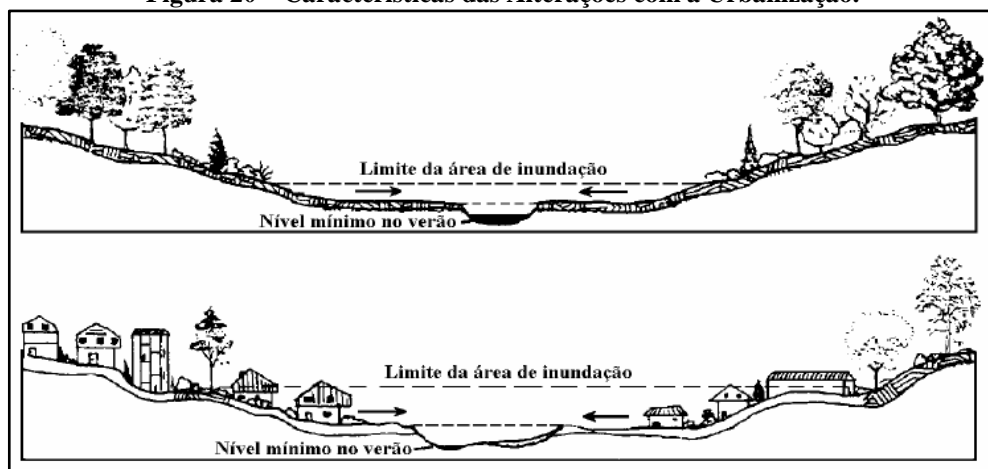 Figura 20 – Características das Alterações com a Urbanização.
Limite da área de inundação
Nível mínimo no verão
Limite da área de inundação
Nível mínimo no verão